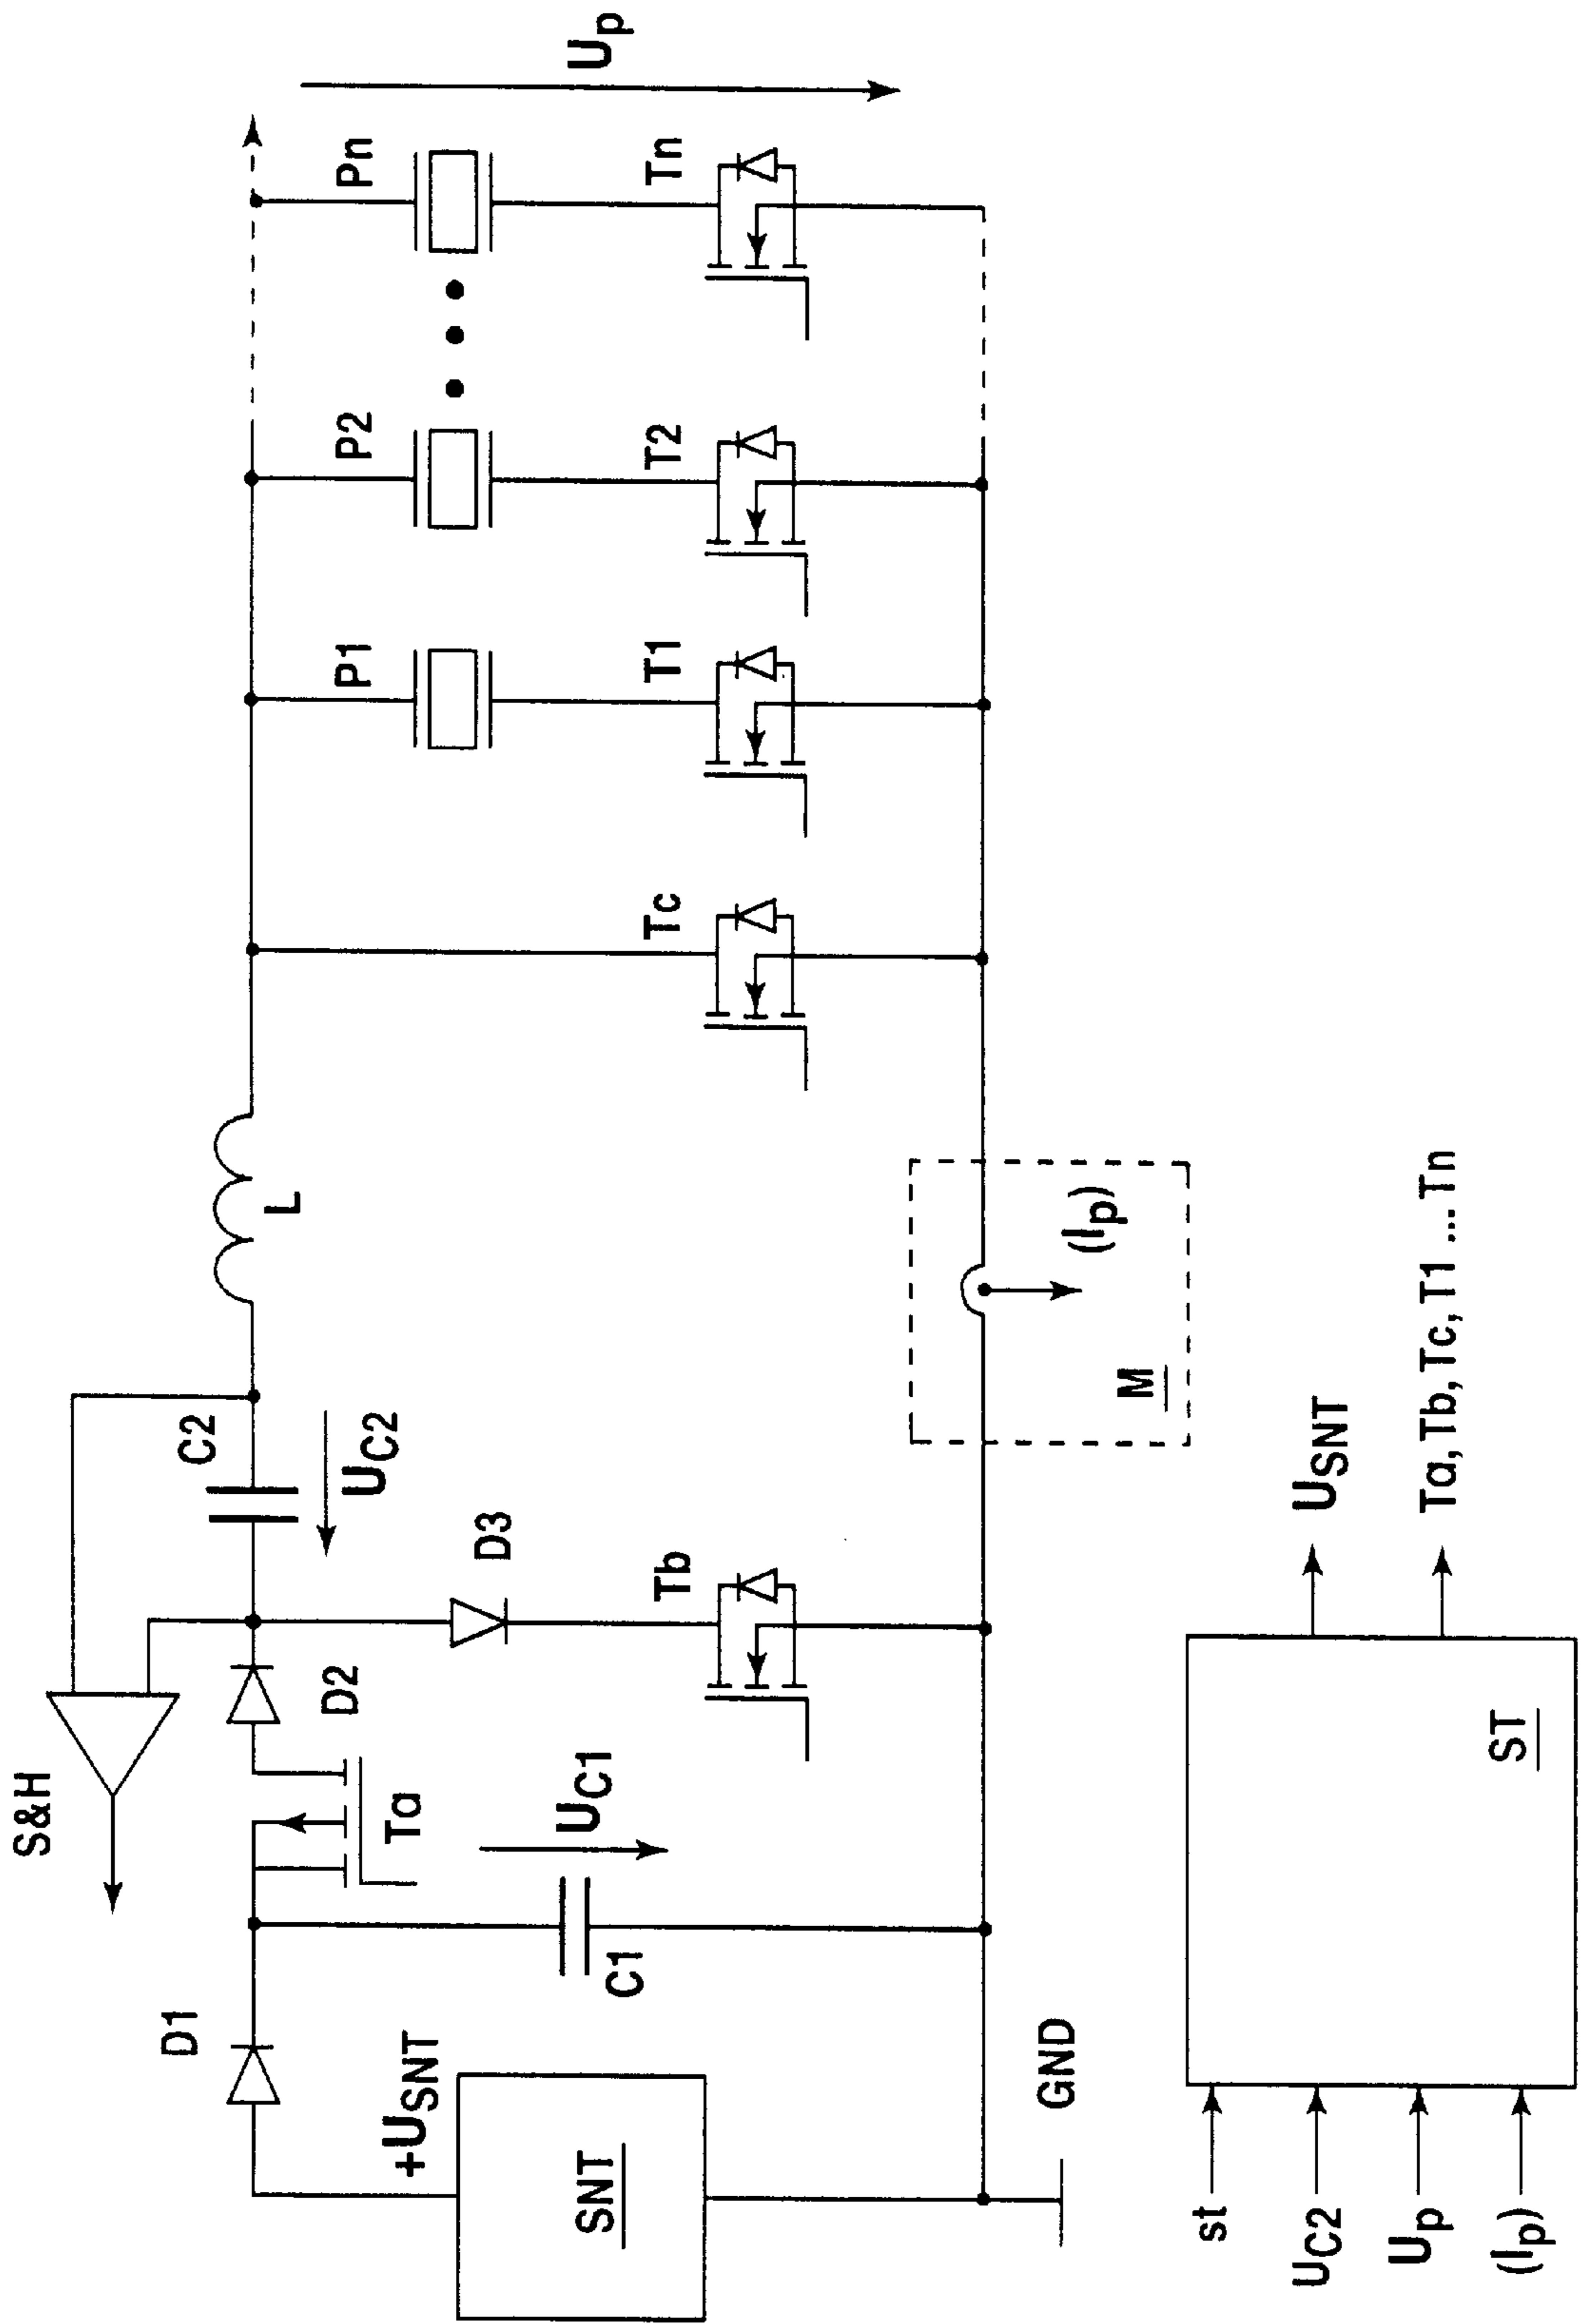 S&H
D1
+USNT
SNT
C1
UC1
Ta
D2
D3
Tb
C2
UC2
L
Tc
P1
T1
P2
T2
Pn
Tn
Up
GND
M
(Ip)
st
UC2
Up
(Ip)
ST
USNT
Ta, Tb, Tc, T1 ... Tn